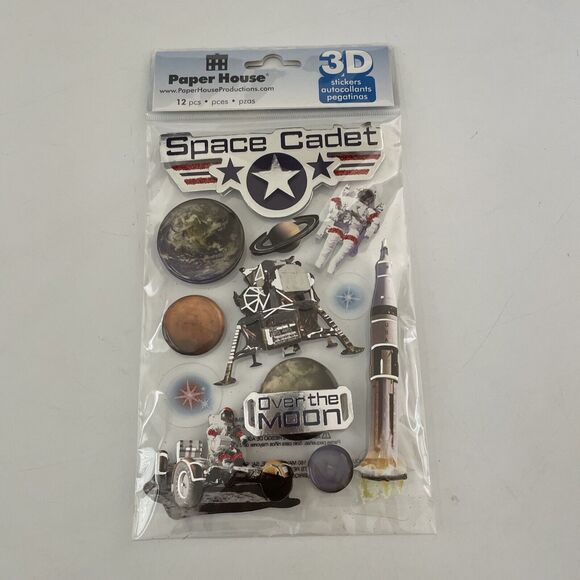 Paper House®
www.PaperHouseProductions.com
12 pcs • pces • pzas
3D
stickers
autocollants
pegatinas
Space Cadet
Over the
MOON